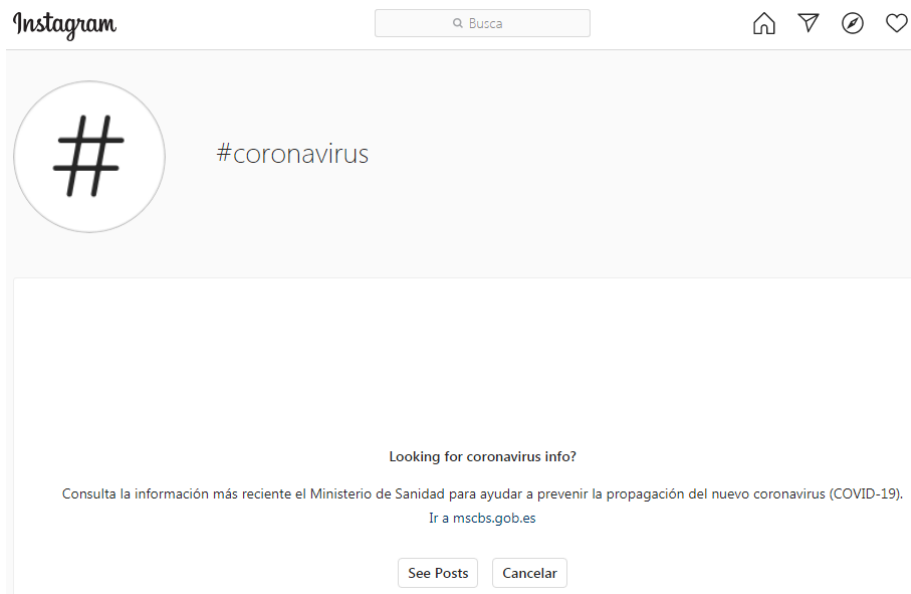 Instagram
Busca
#
#coronavirus
Looking for coronavirus info?
Consulta la información más reciente el Ministerio de Sanidad para ayudar a prevenir la propagación del nuevo coronavirus (COVID-19).
Ir a mscbs.gob.es
See Posts Cancelar